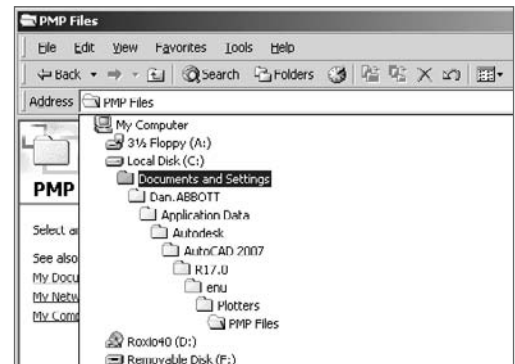 PMP Files
File Edit View Favorites Tools Help
Back Search Folders
Address PMP Files
My Computer
3½ Floppy (A:)
Local Disk (C:)
Documents and Settings
Dan.ABBOTT
Application Data
Autodesk
AutoCAD 2007
R17.0
enu
Plotters
PMP Files
Roxio40 (D:)
Removable Disk (F:)
PMP
Select
See also
My Docu
My Netw
My Comp